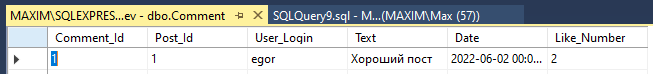 MAXIM\SQLEXPRES...ev - dbo.Comment SQLQuery9.sql - M...(MAXIM\Max (57))
Comment_Id Post_Id User_Login Text Date Like_Number
1 1 egor Хороший пост 2022-06-02 00:0... 2